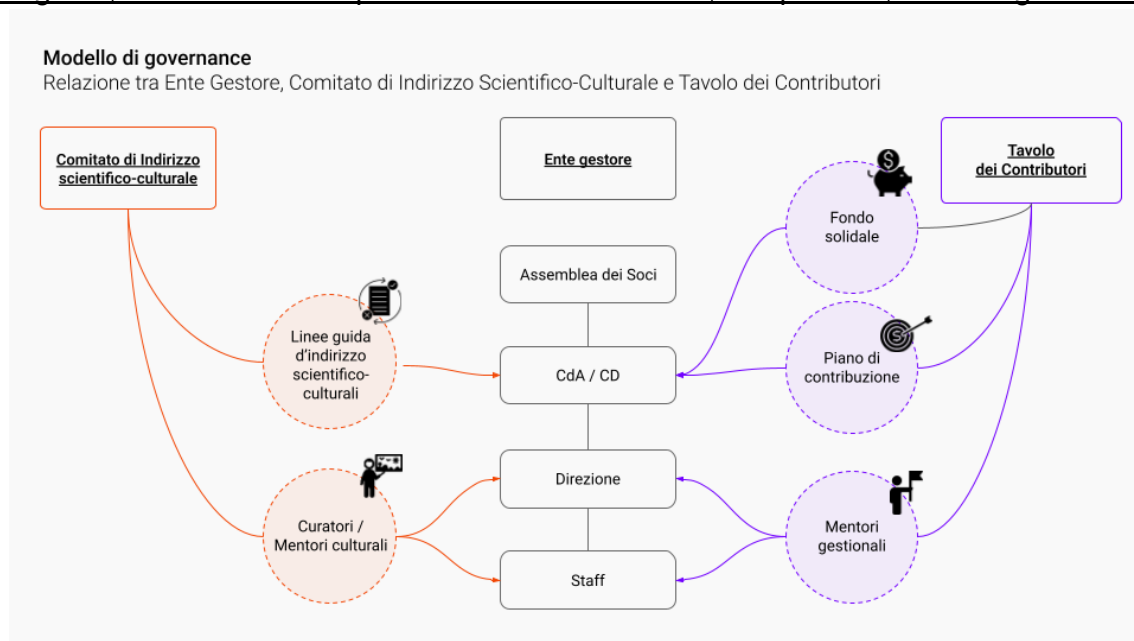 Modello di governance
Relazione tra Ente Gestore, Comitato di Indirizzo Scientifico-Culturale e Tavolo dei Contributori
Comitato di Indirizzo
scientifico-culturale
Ente gestore
Tavolo
dei Contributori
Fondo
solidale
Assemblea dei Soci
Linee guida
d'indirizzo
scientifico-
culturali
CdA / CD
Piano di
contribuzione
Direzione
Curatori /
Mentori culturali
Mentori
gestionali
Staff